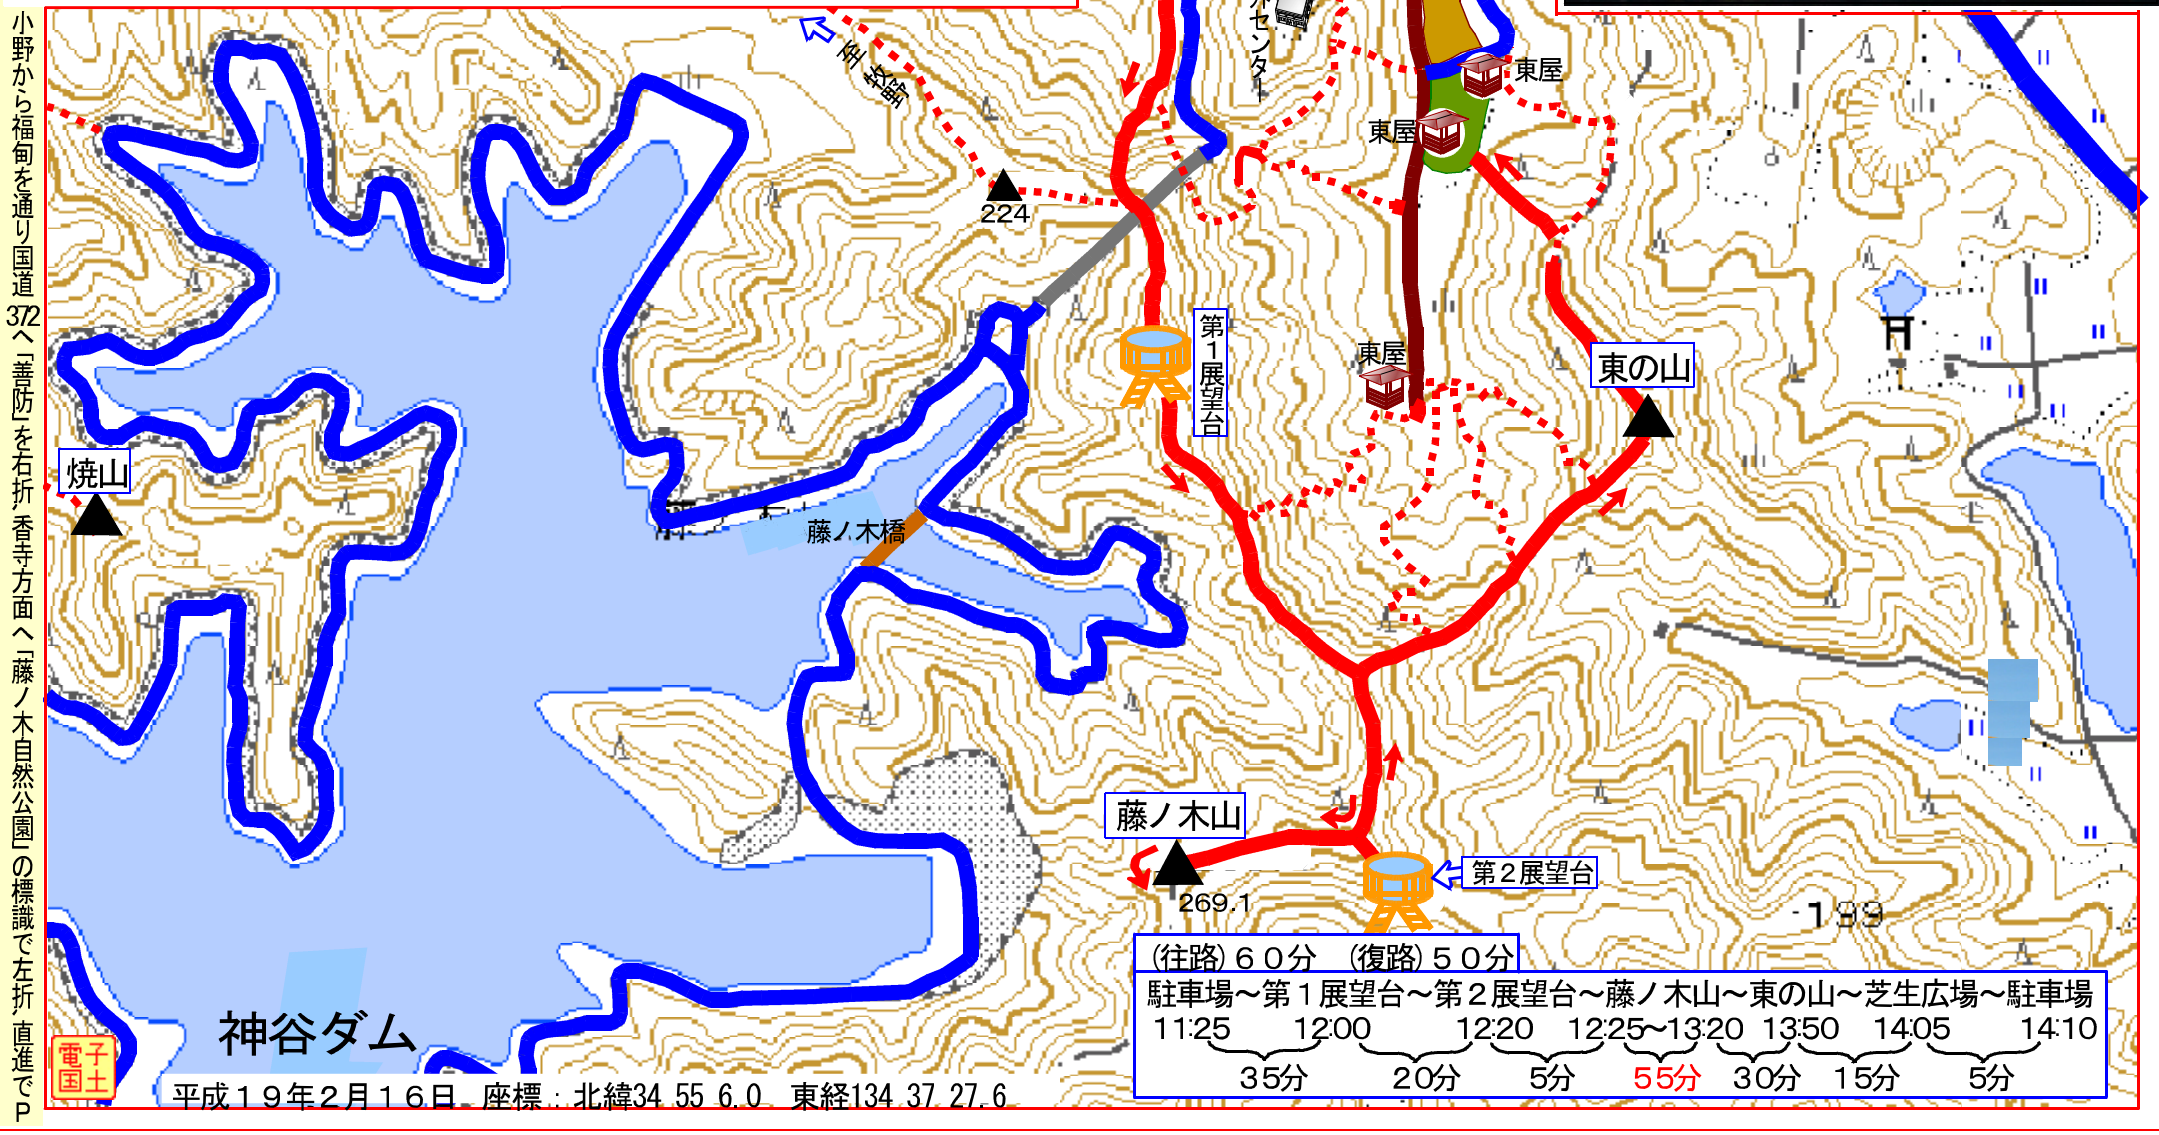 小野から福甸を通り国道372へ「善防」を右折 香寺方面へ「藤ノ木自然公園」の標識で左折 直進でP
至 牧野
センター
東屋
東屋
224
第1展望台
東屋
東の山
焼山
藤ノ木橋
藤ノ木山
269.1
第2展望台
199
(往路)60分 (復路)50分
駐車場～第1展望台～第2展望台～藤ノ木山～東の山～芝生広場～駐車場
11:25 12:00 12:20 12:25～13:20 13:50 14:05 14:10
35分 20分 5分 55分 30分 15分 5分
神谷ダム
電子
国土
平成19年2月16日 座標：北緯34 55 6.0 東経134 37 27.6